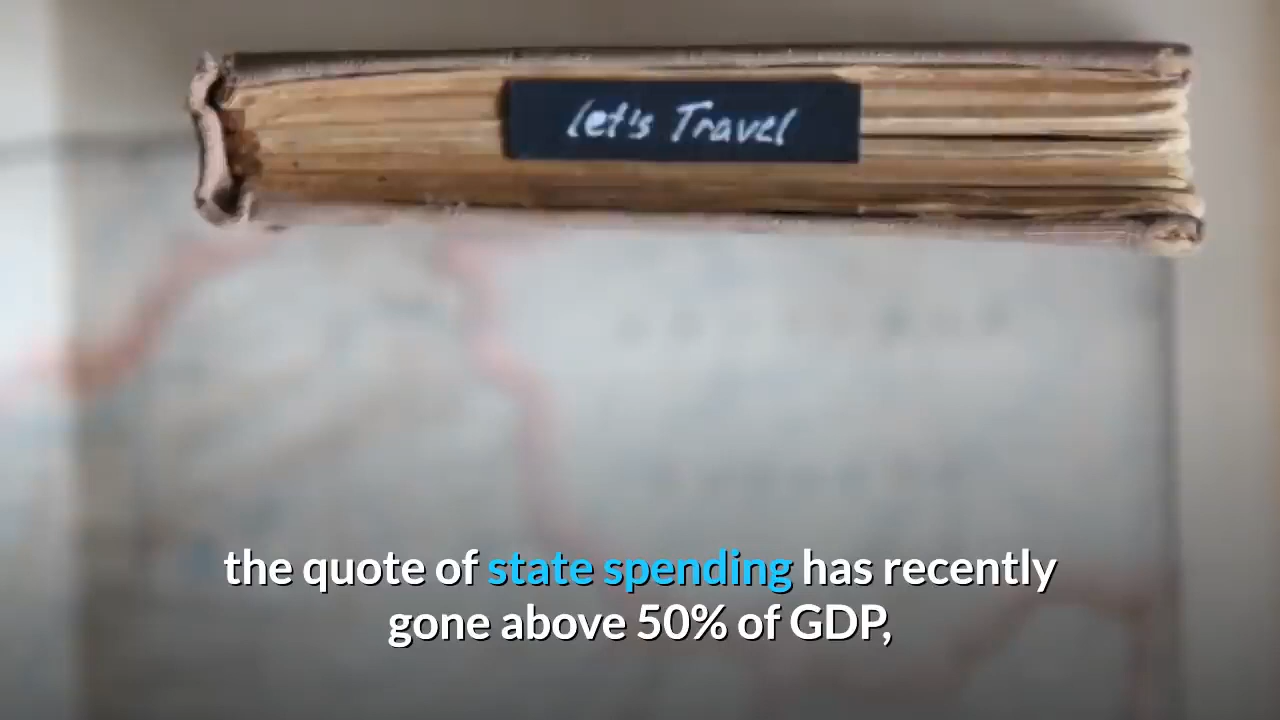 let's Travel
the quote of state spending has recently
gone above 50% of GDP,